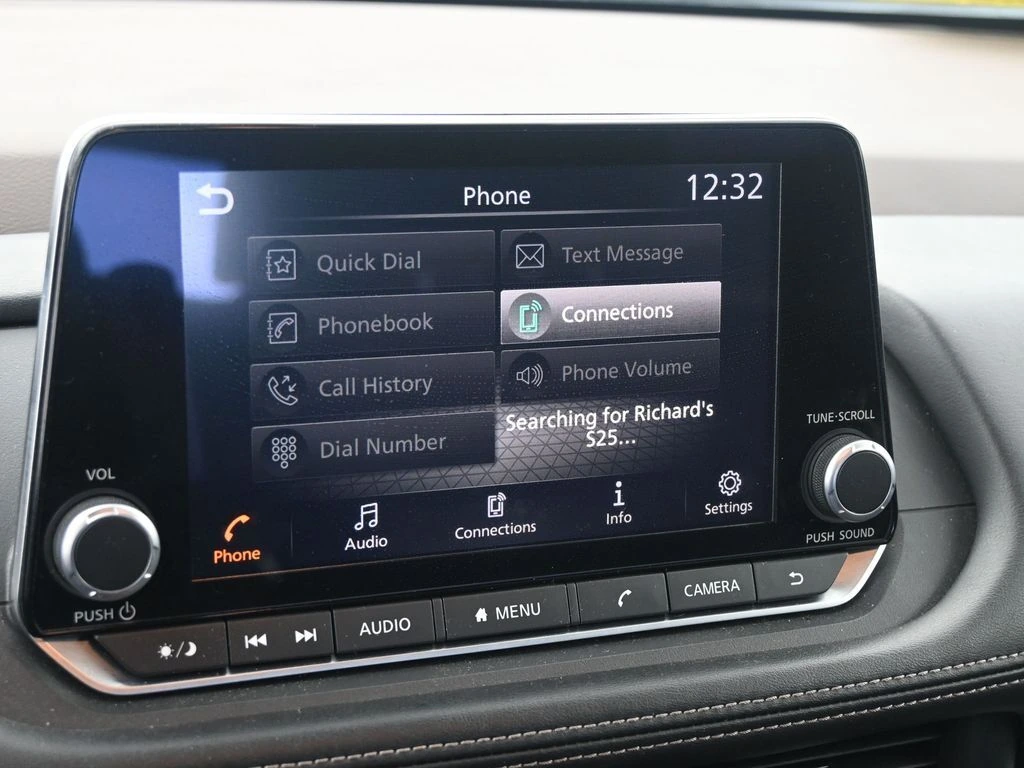 Phone
12:32
Quick Dial
Text Message
Phonebook
Connections
Call History
Phone Volume
Dial Number
Searching for Richard's
S25...
Phone
Audio
Connections
Info
Settings
VOL
PUSH
TUNE·SCROLL
PUSH SOUND
AUDIO
MENU
CAMERA